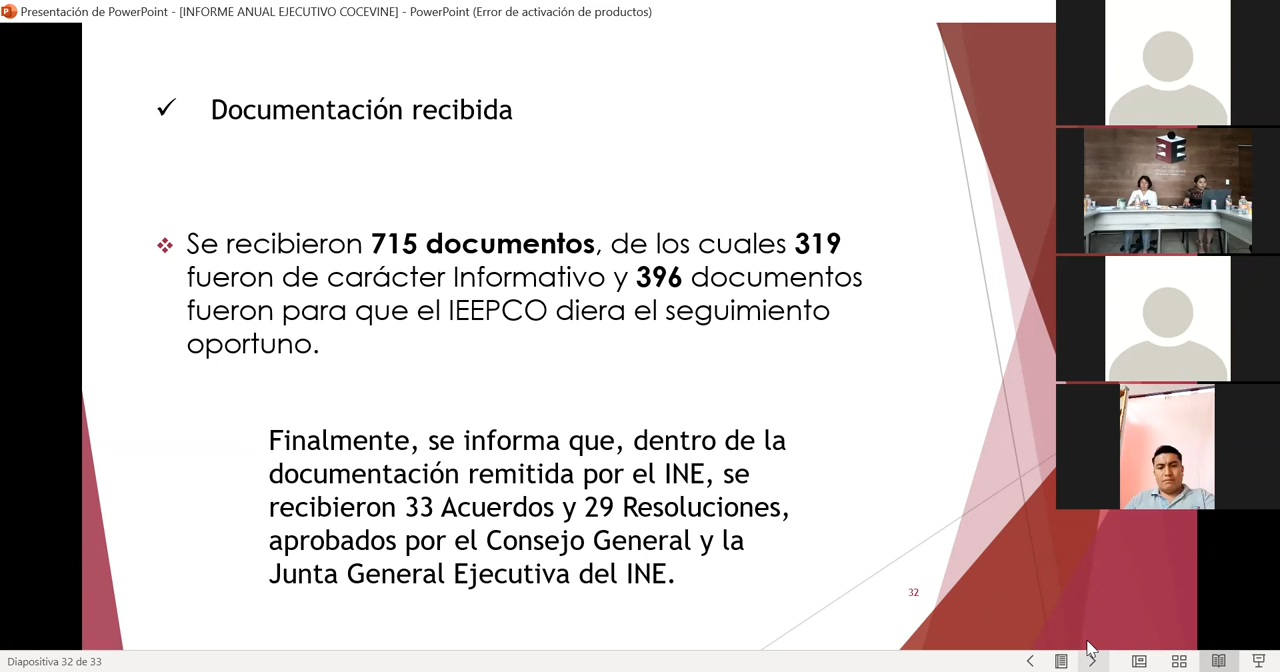 Presentación de PowerPoint - [INFORME ANUAL EJECUTIVO COCEVINE] - PowerPoint (Error de activación de productos)
✓ Documentación recibida
❖ Se recibieron 715 documentos, de los cuales 319
fueron de carácter Informativo y 396 documentos
fueron para que el IEEPCO diera el seguimiento
oportuno.
Finalmente, se informa que, dentro de la
documentación remitida por el INE, se
recibieron 33 Acuerdos y 29 Resoluciones,
aprobados por el Consejo General y la
Junta General Ejecutiva del INE.
32
Diapositiva 32 de 33